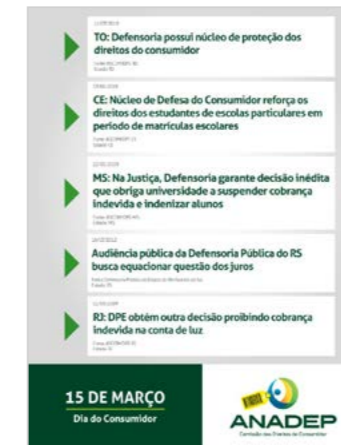 TO: Defensoria possui núcleo de proteção dos
direitos do consumidor
CE: Núcleo de Defesa do Consumidor reforça os
direitos dos estudantes de escolas particulares em
período de matrículas escolares
MS: Na Justiça, Defensoria garante decisão inédita
que obriga universidade a suspender cobrança
indevida e indenizar alunos
Audiência pública da Defensoria Pública do RS
busca equacionar questão dos juros
RJ: DPE obtém outra decisão proibindo cobrança
indevida na conta de luz
15 DE MARÇO
Dia do Consumidor
ANADEP